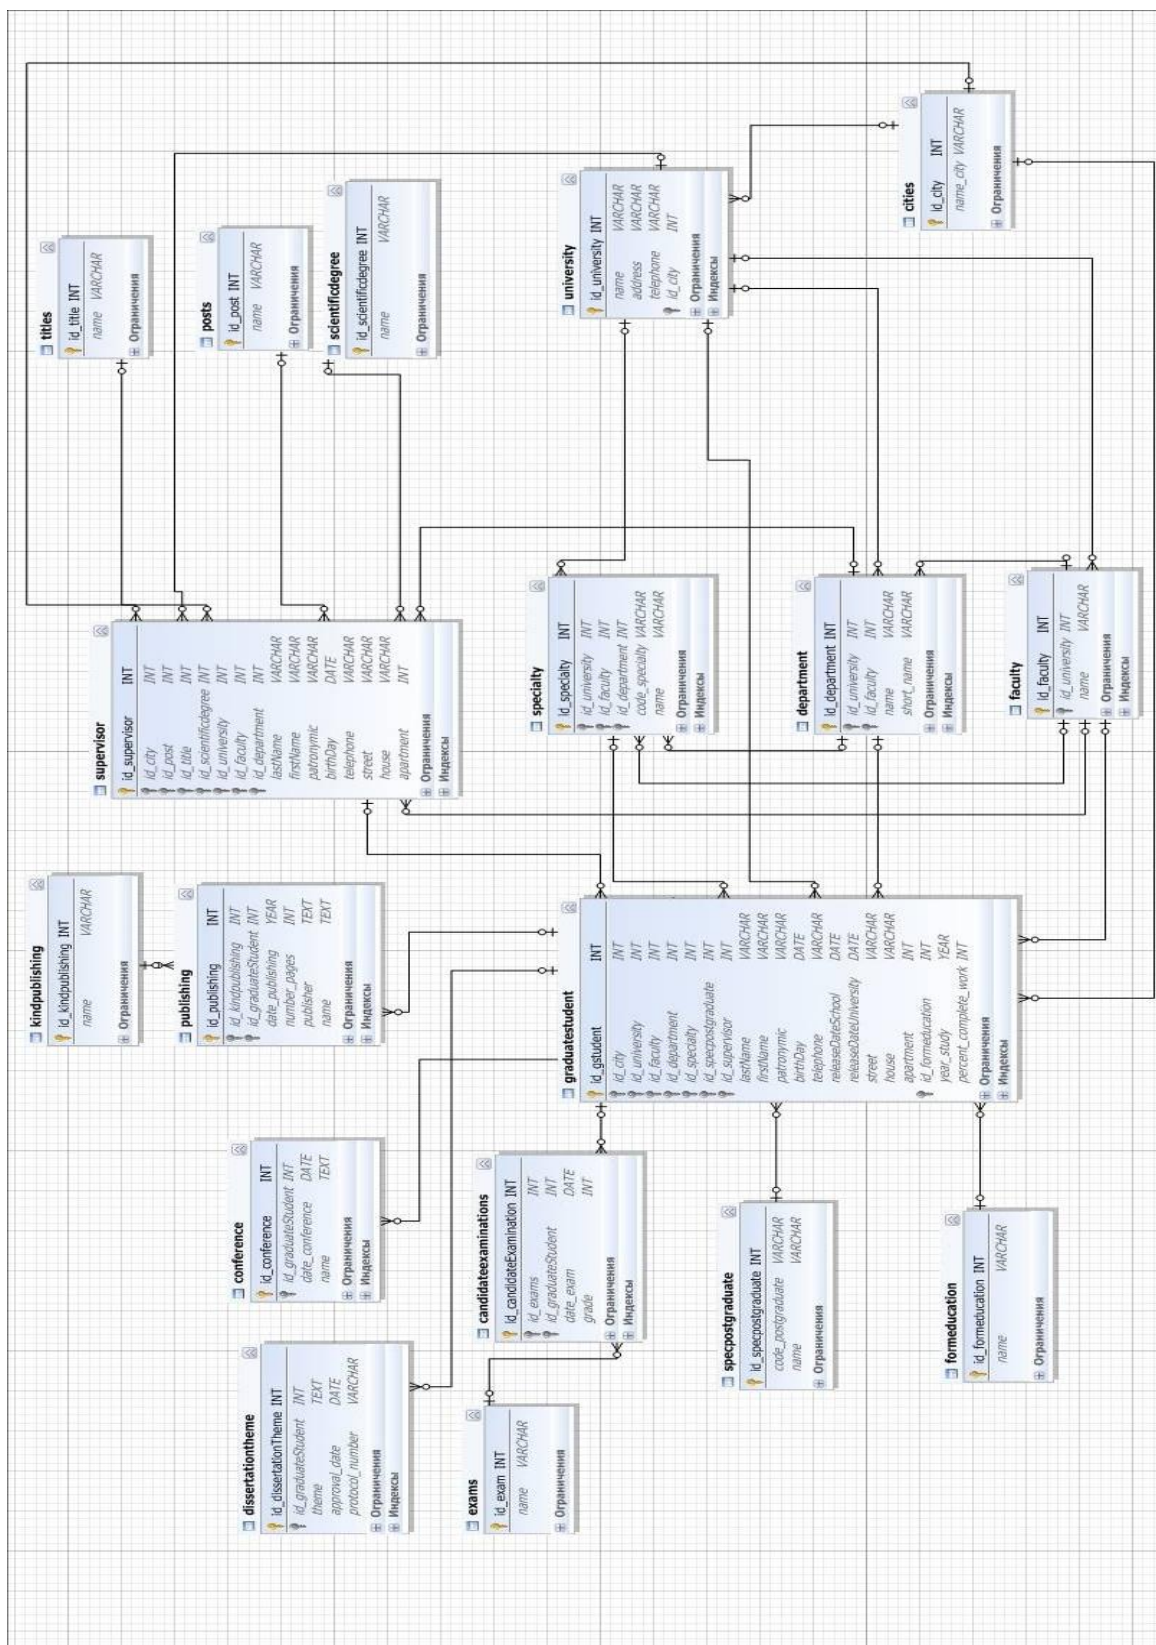 dissertationtheme
id_dissertationTheme INT
id_graduateStudent INT
theme TEXT
approval_date DATE
protocol_number VARCHAR
Ограничения
Индексы
exams
id_exam INT
name VARCHAR
Ограничения
conference
id_conference INT
id_graduateStudent INT
date_conference DATE
name TEXT
Ограничения
Индексы
candidateexaminations
id_candidateExamination INT
id_exams INT
id_graduateStudent INT
date_exam DATE
grade INT
Ограничения
Индексы
specpostgraduate
id_specpostgraduate INT
code_postgraduate VARCHAR
name VARCHAR
Ограничения
formeducation
id_formeducation INT
name VARCHAR
Ограничения
kindpublishing
id_kindpublishing INT
name VARCHAR
Ограничения
publishing
id_publishing INT
id_kindpublishing INT
id_graduateStudent INT
date_publishing YEAR
number_pages INT
publisher TEXT
name TEXT
Ограничения
Индексы
graduatestudent
id_gstudent INT
id_city INT
id_university INT
id_faculty INT
id_department INT
id_specialty INT
id_specpostgraduate INT
id_supervisor INT
lastName VARCHAR
firstName VARCHAR
patronymic VARCHAR
birthDay DATE
telephone VARCHAR
releaseDateSchool DATE
releaseDateUniversity DATE
street VARCHAR
house VARCHAR
apartment INT
id_formeducation INT
year_study YEAR
percent_complete_work INT
Ограничения
Индексы
supervisor
id_supervisor INT
id_city INT
id_post INT
id_title INT
id_scientificdegree INT
id_university INT
id_faculty INT
id_department INT
lastName VARCHAR
firstName VARCHAR
patronymic VARCHAR
birthDay DATE
telephone VARCHAR
street VARCHAR
house VARCHAR
apartment INT
Ограничения
Индексы
specialty
id_specialty INT
id_university INT
id_faculty INT
id_department INT
code_specialty VARCHAR
name VARCHAR
Ограничения
Индексы
department
id_department INT
id_university INT
id_faculty INT
name VARCHAR
short_name VARCHAR
Ограничения
Индексы
faculty
id_faculty INT
id_university INT
name VARCHAR
Ограничения
Индексы
titles
id_title INT
name VARCHAR
Ограничения
posts
id_post INT
name VARCHAR
Ограничения
scientificdegree
id_scientificdegree INT
name VARCHAR
Ограничения
university
id_university INT
name VARCHAR
address VARCHAR
telephone VARCHAR
id_city INT
Ограничения
Индексы
cities
id_city INT
name_city VARCHAR
Ограничения